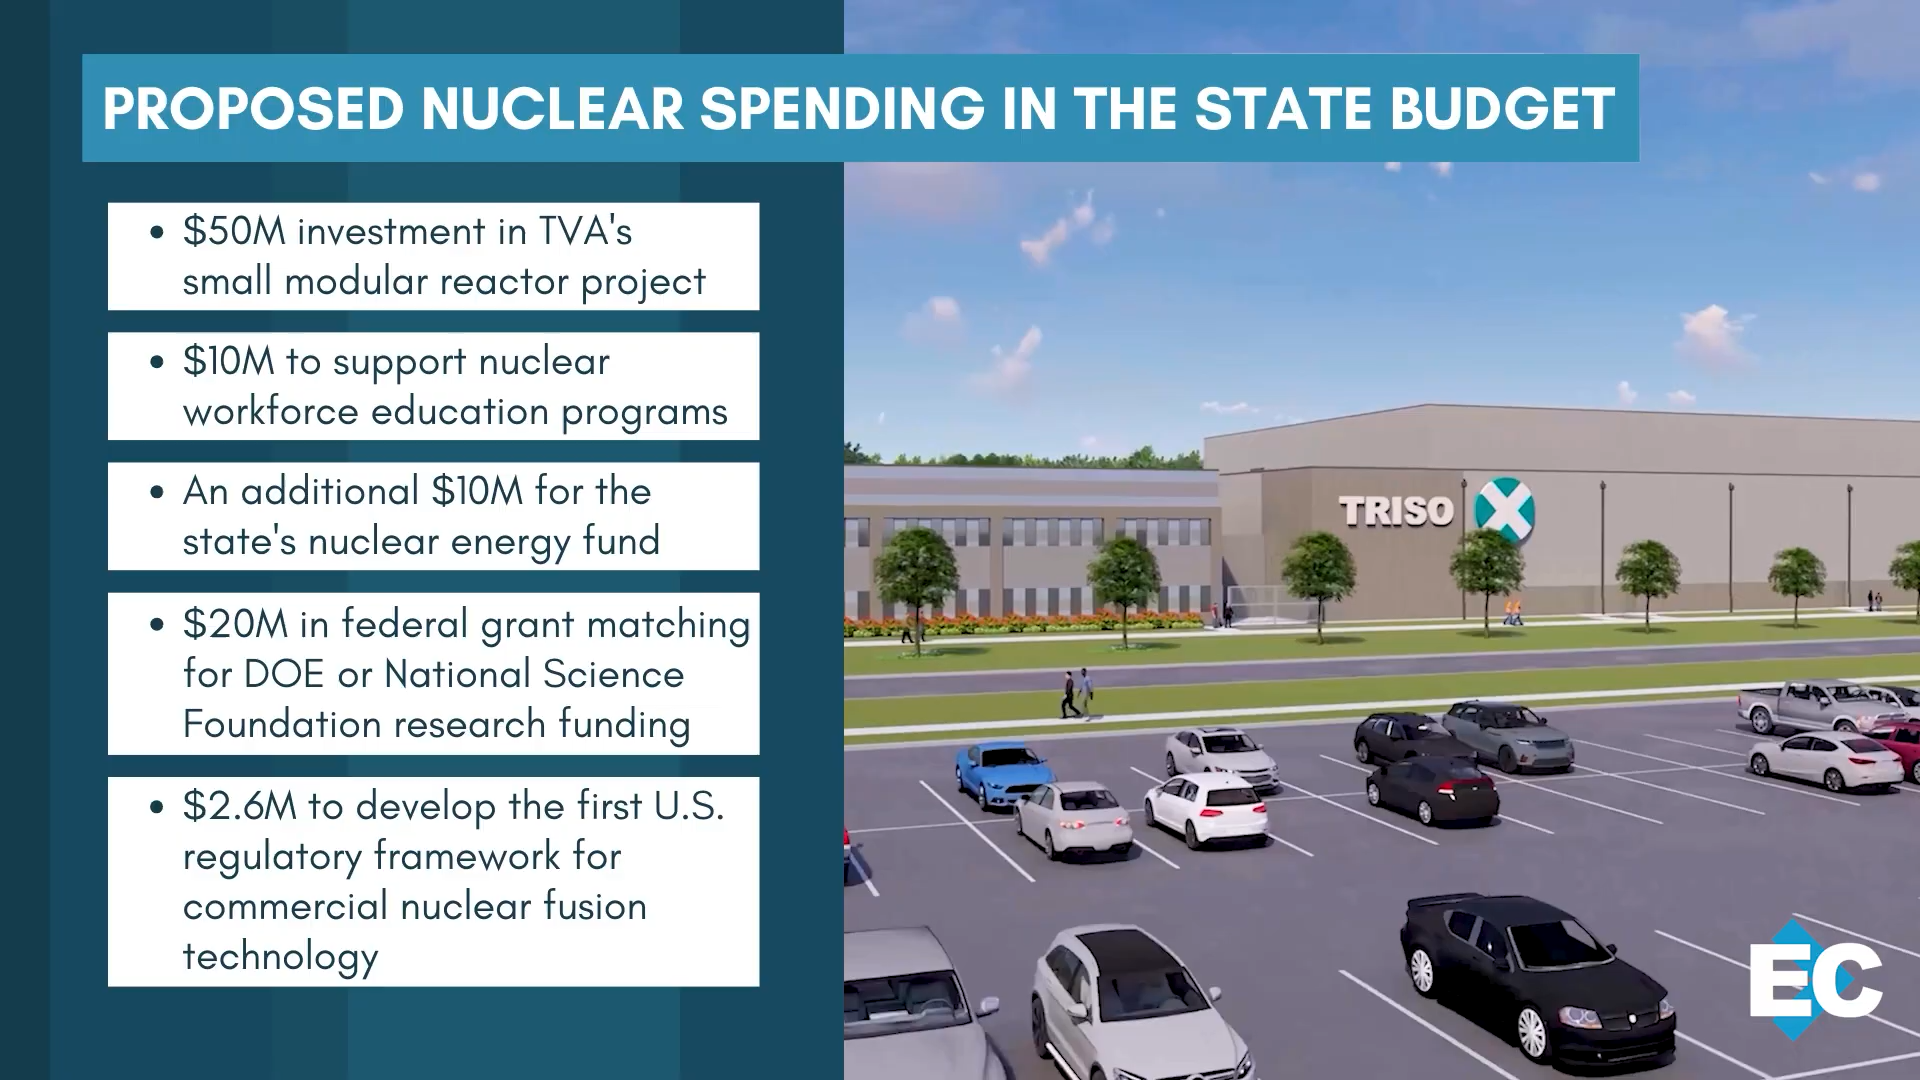 PROPOSED NUCLEAR SPENDING IN THE STATE BUDGET
• $50M investment in TVA's
small modular reactor project
• $10M to support nuclear
workforce education programs
• An additional $10M for the
state's nuclear energy fund
• $20M in federal grant matching
for DOE or National Science
Foundation research funding
• $2.6M to develop the first U.S.
regulatory framework for
commercial nuclear fusion
technology
TRISO X
EC